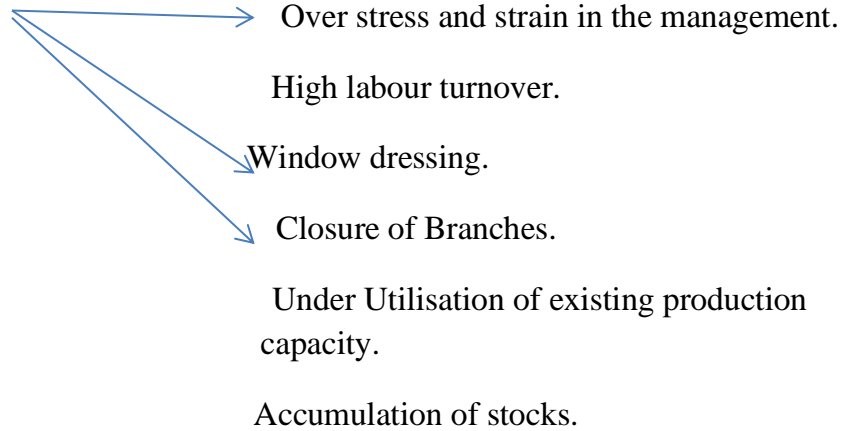 Over stress and strain in the management.
High labour turnover.
Window dressing.
Closure of Branches.
Under Utilisation of existing production
capacity.
Accumulation of stocks.